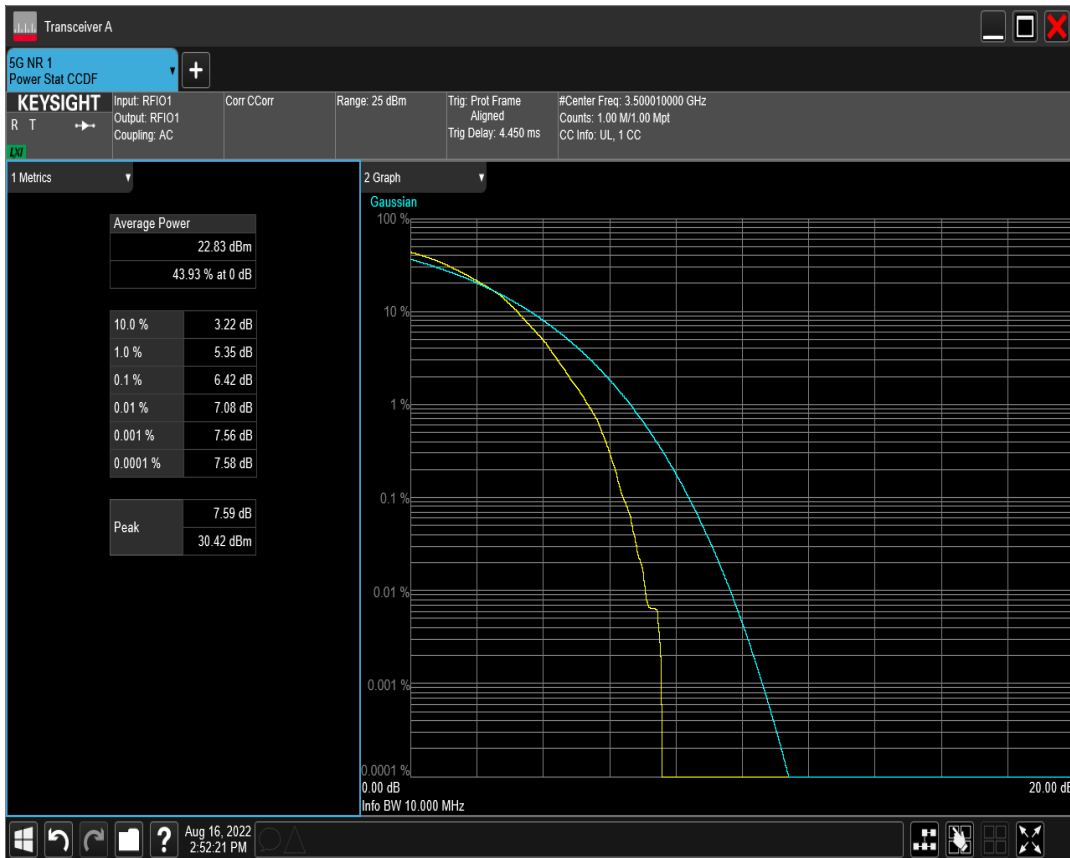 Transceiver A
5G NR 1
Power Stat CCDF
+
KEYSIGHT
R T
LXI
Input: RFIO1
Output: RFIO1
Coupling: AC
Corr CCorr
Range: 25 dBm
Trig: Prot Frame
Aligned
Trig Delay: 4.450 ms
#Center Freq: 3.500010000 GHz
Counts: 1.00 M/1.00 Mpt
CC Info: UL, 1 CC
1 Metrics
Average Power
22.83 dBm
43.93 % at 0 dB
10.0 % 3.22 dB
1.0 % 5.35 dB
0.1 % 6.42 dB
0.01 % 7.08 dB
0.001 % 7.56 dB
0.0001 % 7.58 dB
Peak
7.59 dB
30.42 dBm
2 Graph
Gaussian
100 %
10 %
1 %
0.1 %
0.01 %
0.001 %
0.0001 %
0.00 dB
20.00 dB
Info BW 10.000 MHz
?
Aug 16, 2022
2:52:21 PM